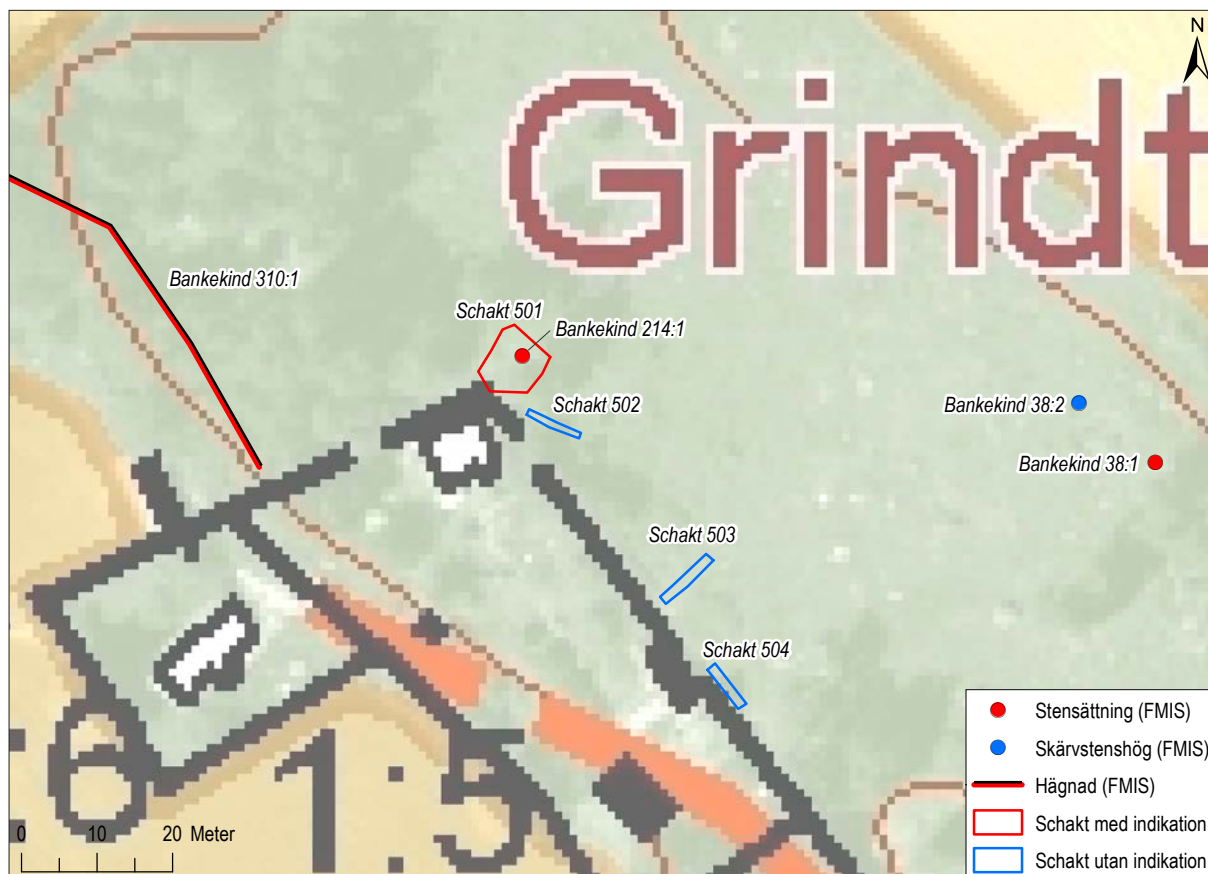 N
Grindt
Bankekind 310:1
Schakt 501
Bankekind 214:1
Schakt 502
Bankekind 38:2
Bankekind 38:1
Schakt 503
Schakt 504
6 1:5
Stensättning (FMIS)
Skärvstenshög (FMIS)
Hägnad (FMIS)
Schakt med indikation
Schakt utan indikation
0 10 20 Meter